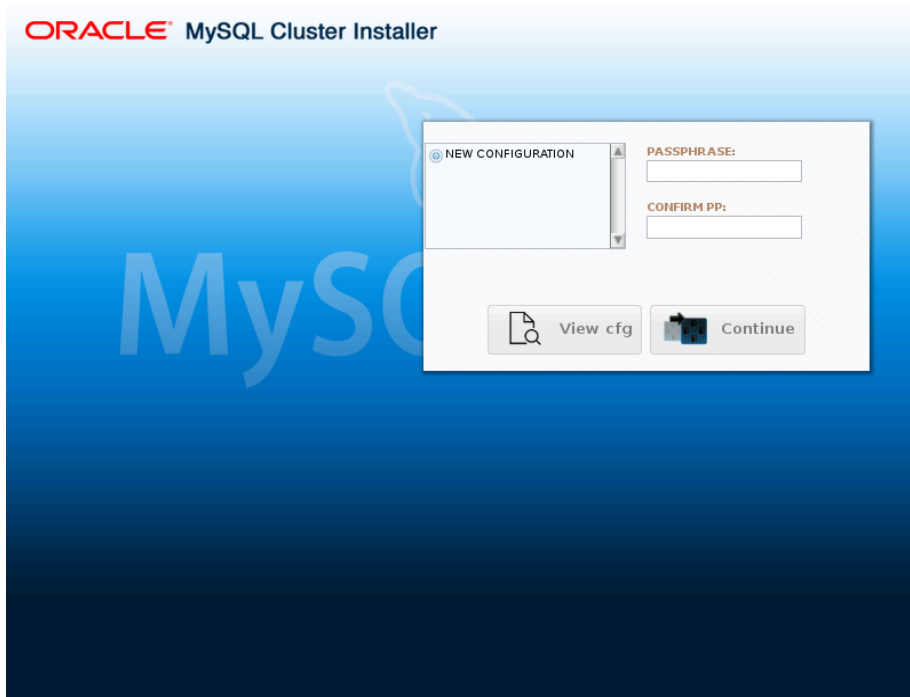 ORACLE® MySQL Cluster Installer
NEW CONFIGURATION
PASSPHRASE:
CONFIRM PP:
MySQ
View cfg
Continue